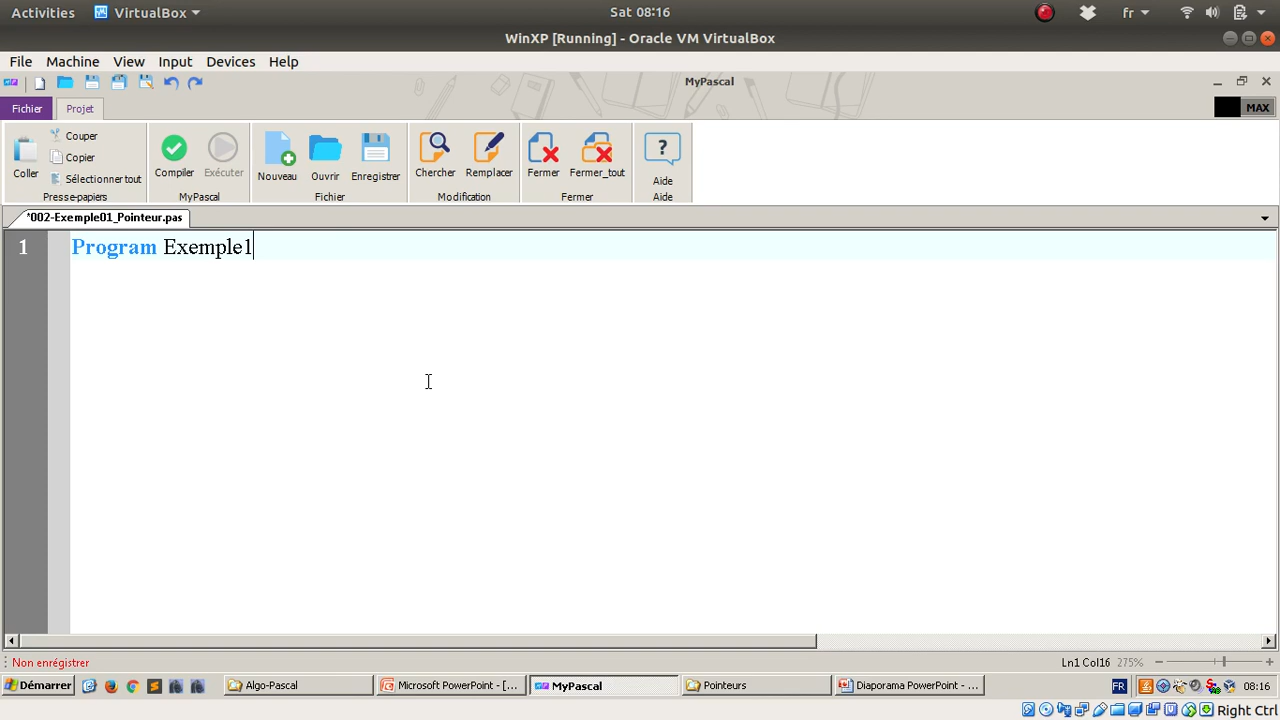 Activities VirtualBox Sat 08:16 fr
WinXP [Running] - Oracle VM VirtualBox
File Machine View Input Devices Help
MyPascal
Fichier Projet MAX
Coller Couper Copier Sélectionner tout Presse-papiers
Compiler Exécuter MyPascal
Nouveau Ouvrir Enregistrer Fichier
Chercher Remplacer Modification
Fermer Fermer_tout Fermer
? Aide Aide
*002-Exemple01_Pointeur.pas
1 Program Exemple1
Non enrégistrer Ln1 Col16 275%
Démarrer Algo-Pascal Microsoft PowerPoint - [... MyPascal Pointeurs Diaporama PowerPoint - ... FR 08:16
Right Ctrl